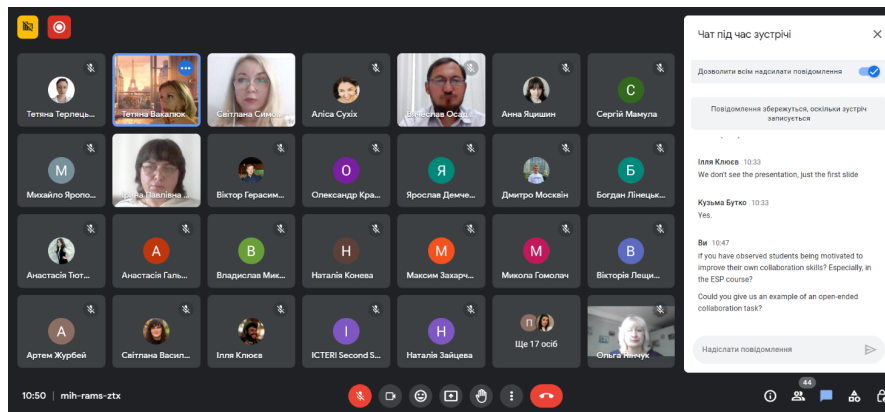 Чат під час зустрічі
Дозволити всім надсилати повідомлення
Повідомлення збережуться, оскільки зустріч
записується
Ілля Клюєв 10:33
We don't see the presentation, just the first slide
Кузьма Бутко 10:33
Yes.
Ви 10:47
if you have observed students being motivated to
improve their own collaboration skills? Especially, in
the ESP course?
Could you give us an example of an open-ended
collaboration task?
Надіслати повідомлення
Тетяна Терлець...
Тетяна Вакалюк
Світлана Симо...
Аліса Сухіх
Вячеслав Осад...
Анна Яцишин
С
Сергій Мамула
М
Михайло Яропо...
Ірина Павлівна ...
Віктор Герасим...
О
Олександр Кра...
Я
Ярослав Демче...
Дмитро Москвін
Б
Богдан Лінецьк...
Анастасія Тют...
А
Анастасія Галь...
В
Владислав Мик...
Н
Наталія Конева
М
Максим Захарч...
М
Микола Гомолач
В
Вікторія Лещи...
А
Артем Журбей
Світлана Васил...
Ілля Клюєв
I
ICTERI Second S...
Н
Наталія Зайцева
П
Ще 17 осіб
Ольга Пінчук
10:50 | mih-rams-ztx
44